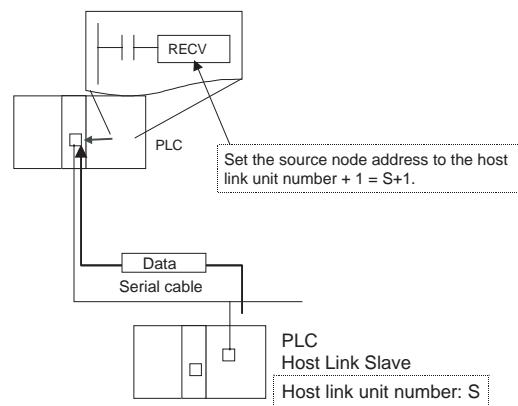 RECV
PLC
Set the source node address to the host
link unit number + 1 = S+1.
Data
Serial cable
PLC
Host Link Slave
Host link unit number: S